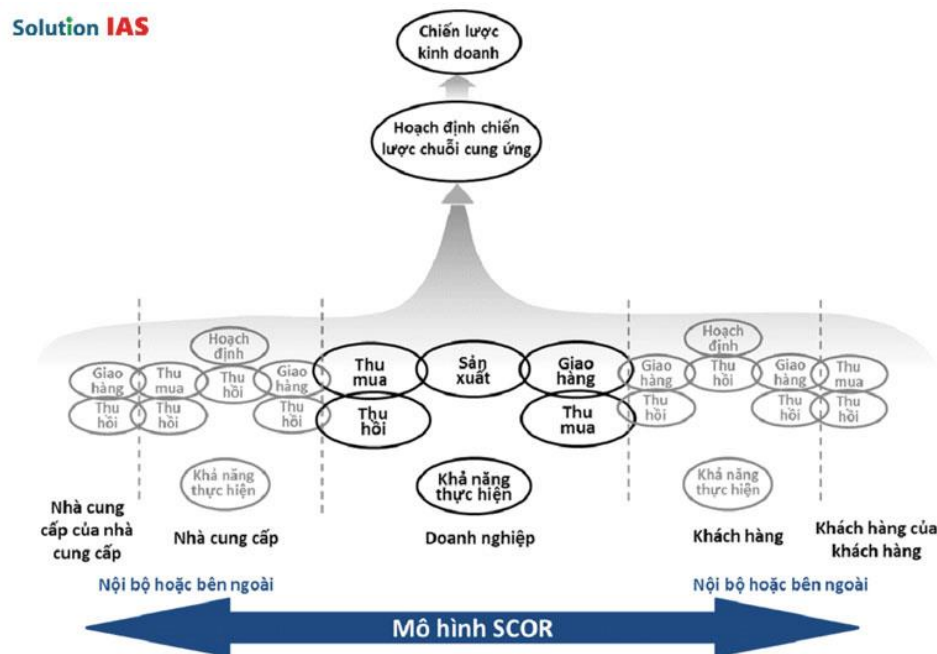 Solution IAS
Chiến lược
kinh doanh
Hoạch định chiến
lược chuỗi cung ứng
Hoạch
định
Giao
hàng
Thu
mua
Thu
hồi
Giao
hàng
Thu
hồi
Thu
hồi
Thu
hồi
Khả năng
thực hiện
Thu
mua
Sản
xuất
Giao
hàng
Thu
hồi
Thu
mua
Khả năng
thực hiện
Hoạch
định
Giao
hàng
Thu
hồi
Giao
hàng
Thu
mua
Thu
hồi
Thu
hồi
Thu
hồi
Khả năng
thực hiện
Nhà cung
cấp của nhà
cung cấp
Nhà cung cấp
Doanh nghiệp
Khách hàng
Khách hàng của
khách hàng
Nội bộ hoặc bên ngoài
Nội bộ hoặc bên ngoài
Mô hình SCOR